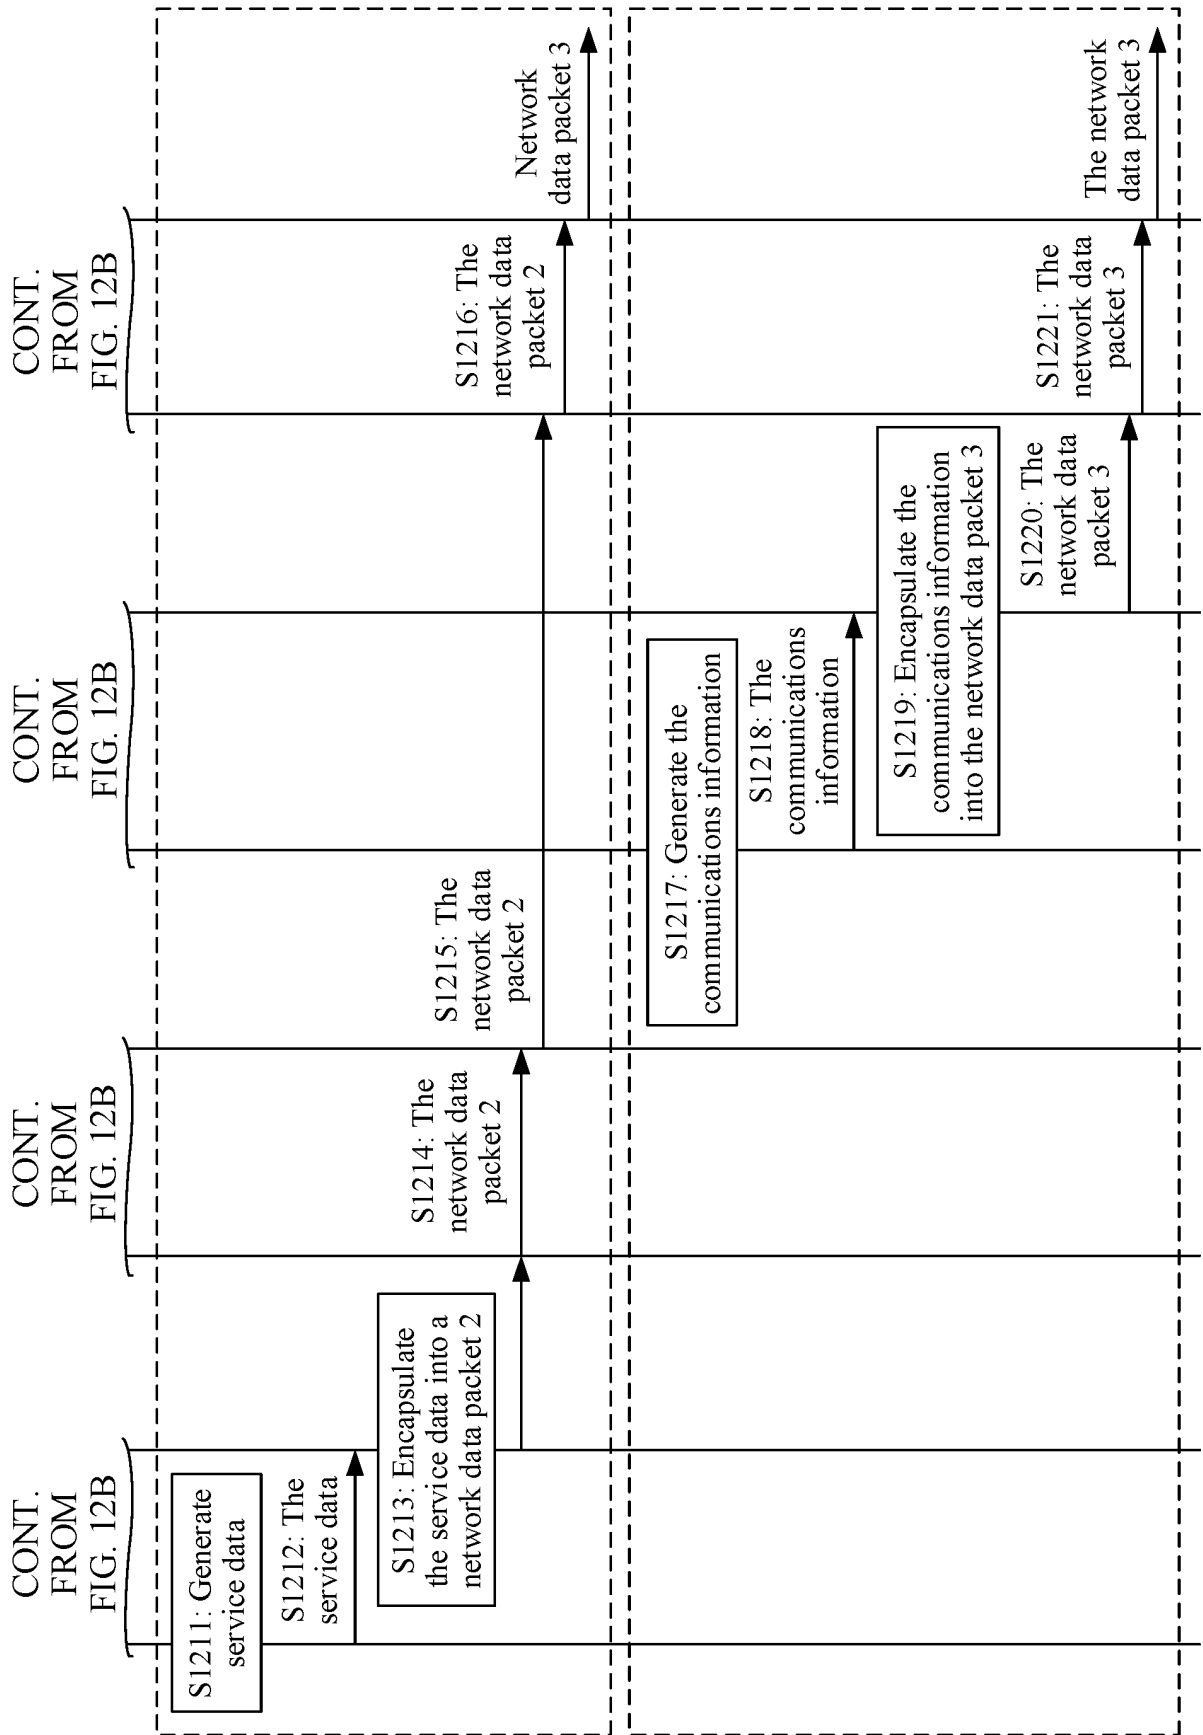 CONT.
FROM
FIG. 12B
CONT.
FROM
FIG. 12B
CONT.
FROM
FIG. 12B
CONT.
FROM
FIG. 12B
S1211: Generate
service data
S1212: The
service data
S1213: Encapsulate
the service data into a
network data packet 2
S1214: The
network data
packet 2
S1215: The
network data
packet 2
S1216: The
network data
packet 2
Network
data packet 3
S1217: Generate the
communications information
S1218: The
communications
information
S1219: Encapsulate the
communications information
into the network data packet 3
S1220: The
network data
packet 3
S1221: The
network data
packet 3
The network
data packet 3